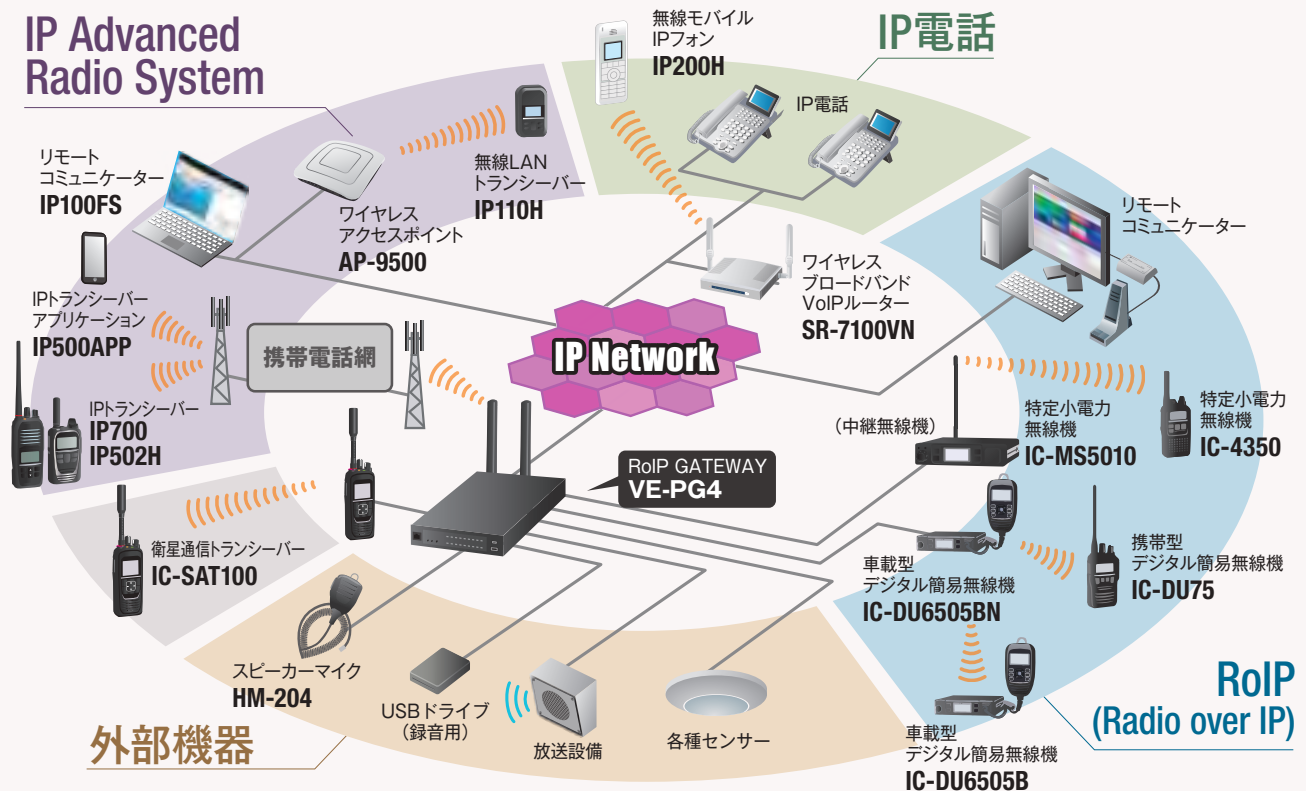 IP Advanced
Radio System
リモート
コミュニケーター
IP100FS
ワイヤレス
アクセスポイント
AP-9500
無線LAN
トランシーバー
IP110H
IPトランシーバー
アプリケーション
IP500APP
携帯電話網
IPトランシーバー
IP700
IP502H
衛星通信トランシーバー
IC-SAT100
無線モバイル
IPフォン
IP200H
IP電話
IP電話
ワイヤレス
ブロードバンド
VoIPルーター
SR-7100VN
IP Network
RoIP GATEWAY
VE-PG4
リモート
コミュニケーター
(中継無線機)
特定小電力
無線機
IC-MS5010
特定小電力
無線機
IC-4350
車載型
デジタル簡易無線機
IC-DU6505BN
携帯型
デジタル簡易無線機
IC-DU75
車載型
デジタル簡易無線機
IC-DU6505B
RoIP
(Radio over IP)
スピーカーマイク
HM-204
USBドライブ
(録音用)
放送設備
各種センサー
外部機器